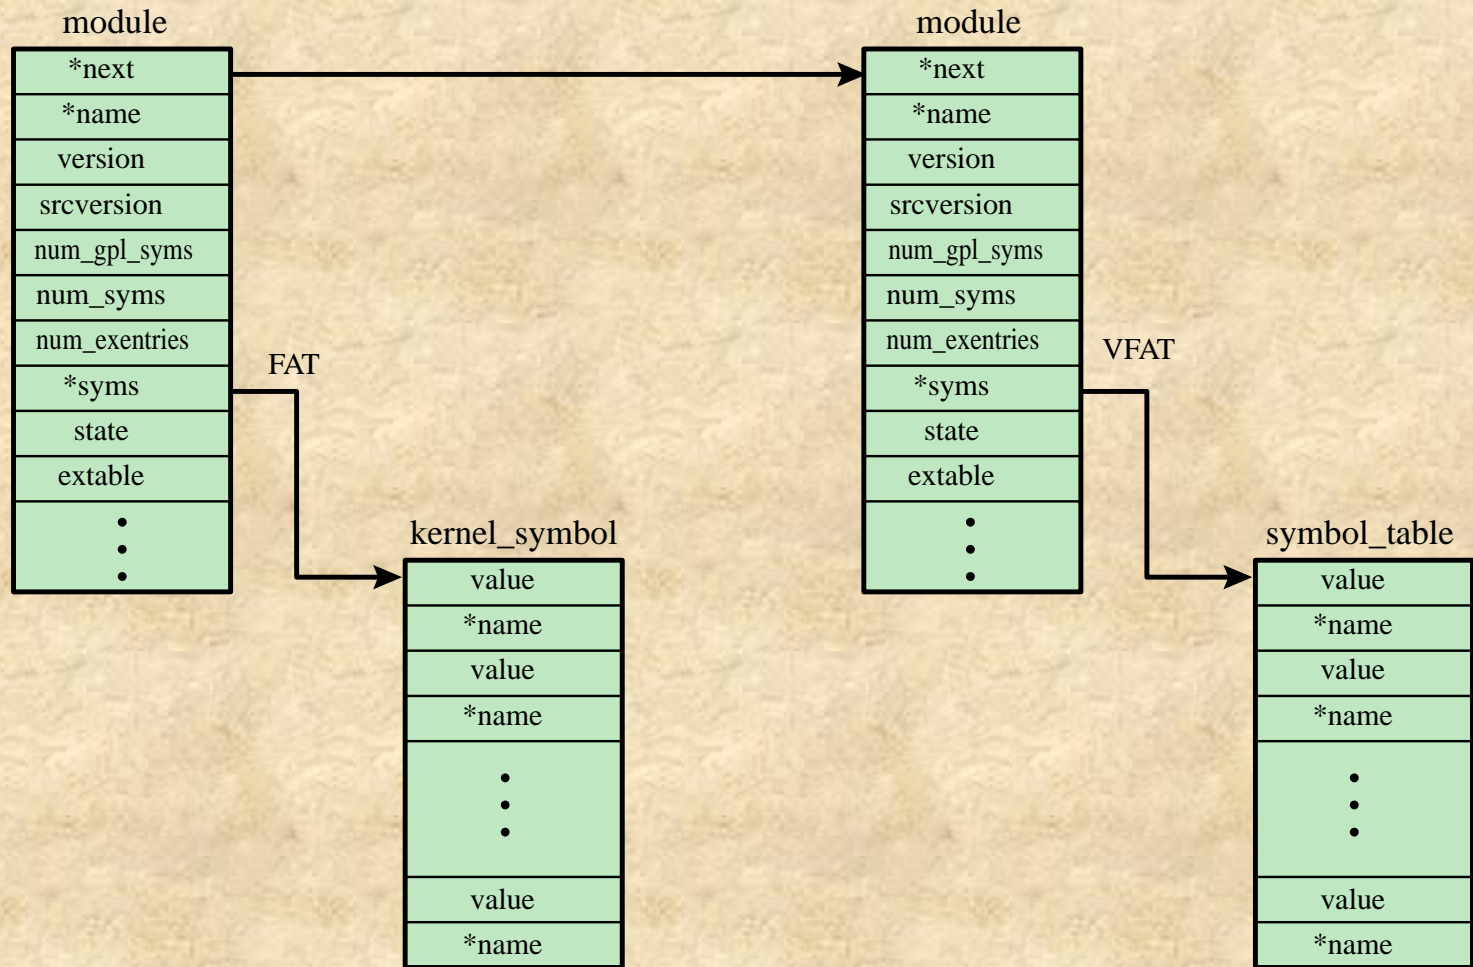 module
*next
*name
version
srcversion
num_gpl_syms
num_syms
num_exentries
*syms
state
extable
FAT
kernel_symbol
value
*name
value
*name
value
*name
module
*next
*name
version
srcversion
num_gpl_syms
num_syms
num_exentries
*syms
state
extable
VFAT
symbol_table
value
*name
value
*name
value
*name